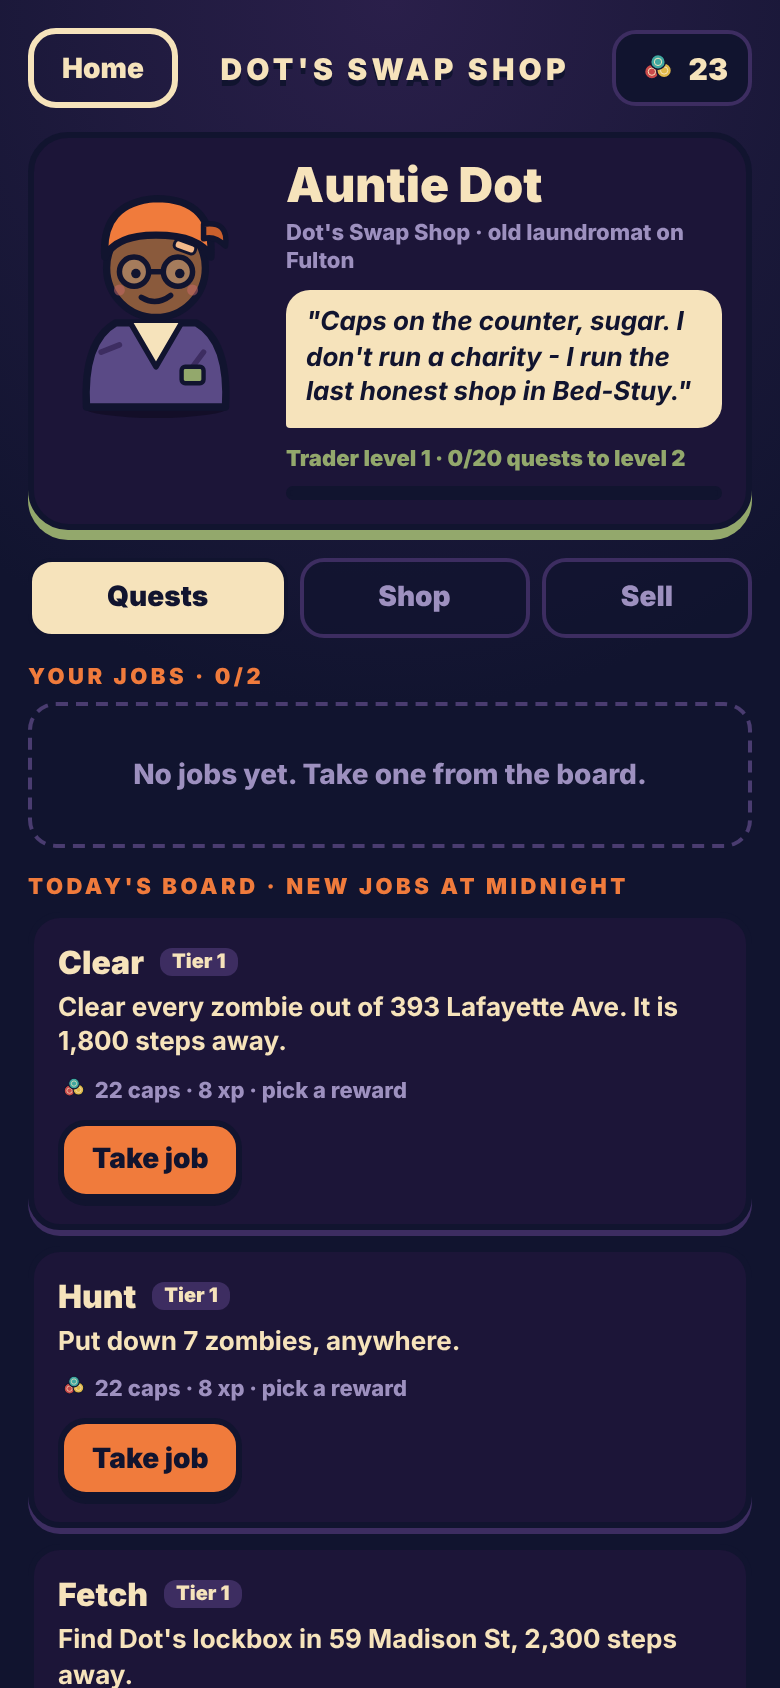 Home
DOT'S SWAP SHOP
23
Auntie Dot
Dot's Swap Shop · old laundromat on
Fulton
"Caps on the counter, sugar. I
don't run a charity - I run the
last honest shop in Bed-Stuy."
Trader level 1 · 0/20 quests to level 2
Quests
Shop
Sell
YOUR JOBS · 0/2
No jobs yet. Take one from the board.
TODAY'S BOARD · NEW JOBS AT MIDNIGHT
Clear Tier 1
Clear every zombie out of 393 Lafayette Ave. It is
1,800 steps away.
22 caps · 8 xp · pick a reward
Take job
Hunt Tier 1
Put down 7 zombies, anywhere.
22 caps · 8 xp · pick a reward
Take job
Fetch Tier 1
Find Dot's lockbox in 59 Madison St, 2,300 steps
away.